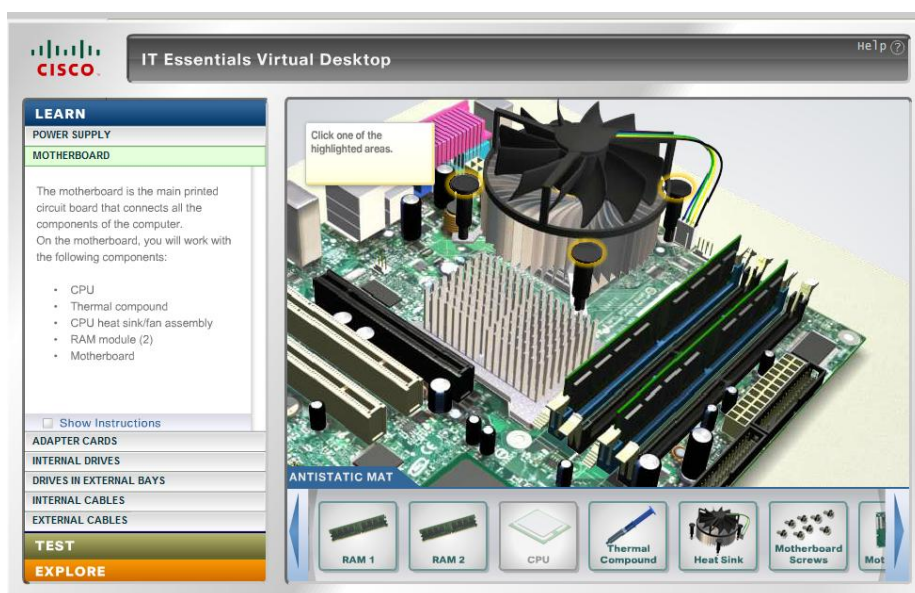 CISCO
IT Essentials Virtual Desktop
Help ?
LEARN
POWER SUPPLY
MOTHERBOARD
The motherboard is the main printed
circuit board that connects all the
components of the computer.
On the motherboard, you will work with
the following components:
• CPU
• Thermal compound
• CPU heat sink/fan assembly
• RAM module (2)
• Motherboard
Show Instructions
ADAPTER CARDS
INTERNAL DRIVES
DRIVES IN EXTERNAL BAYS
INTERNAL CABLES
EXTERNAL CABLES
TEST
EXPLORE
Click one of the
highlighted areas.
ANTISTATIC MAT
RAM 1
RAM 2
CPU
Thermal
Compound
Heat Sink
Motherboard
Screws
Mot